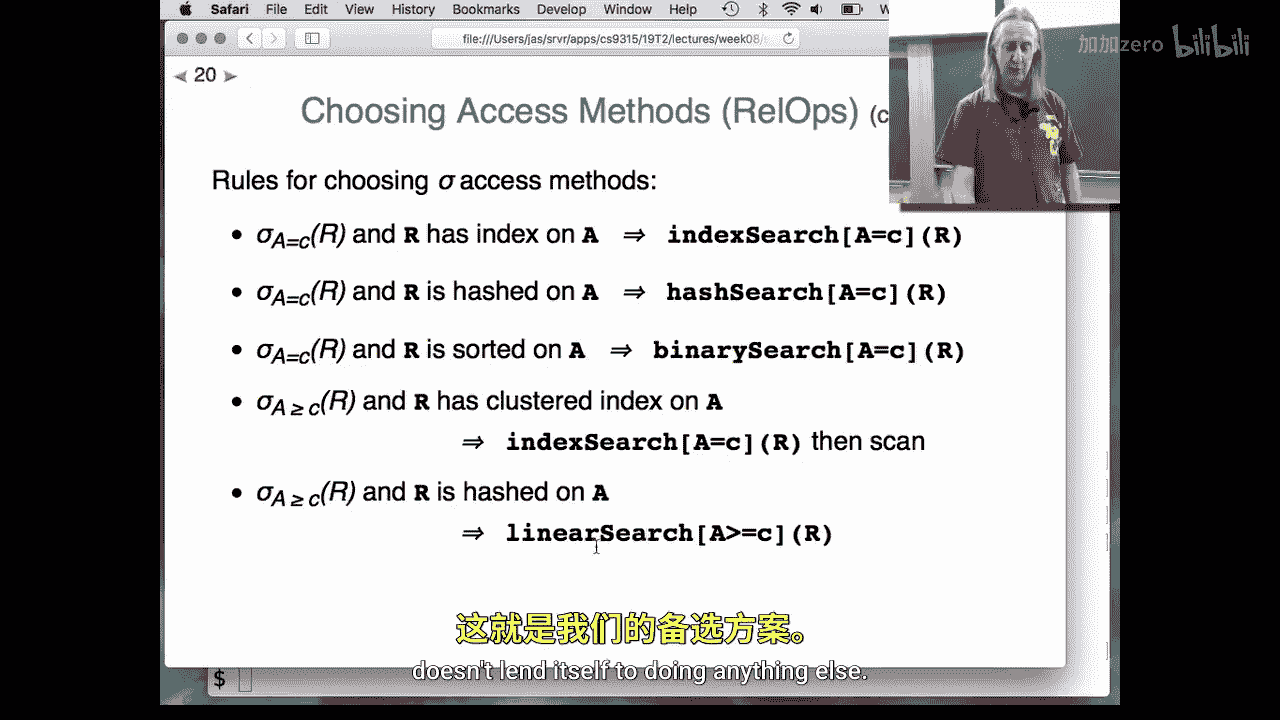 Safari File Edit View History Bookmarks Develop Window Help
file:///Users/jas/srvr/apps/cs9315/19T2/lectures/week08/
加加zero bilibili
20
Choosing Access Methods (RelOps) (c
Rules for choosing σ access methods:
• σA=c(R) and R has index on A ⇒ indexSearch[A=c](R)
• σA=c(R) and R is hashed on A ⇒ hashSearch[A=c](R)
• σA=c(R) and R is sorted on A ⇒ binarySearch[A=c](R)
• σA ≥ c(R) and R has clustered index on A
⇒ indexSearch[A=c](R) then scan
• σA ≥ c(R) and R is hashed on A
⇒ linearSearch[A>=c](R)
这就是我们的备选方案。
doesn't lend itself to doing anything else.
$